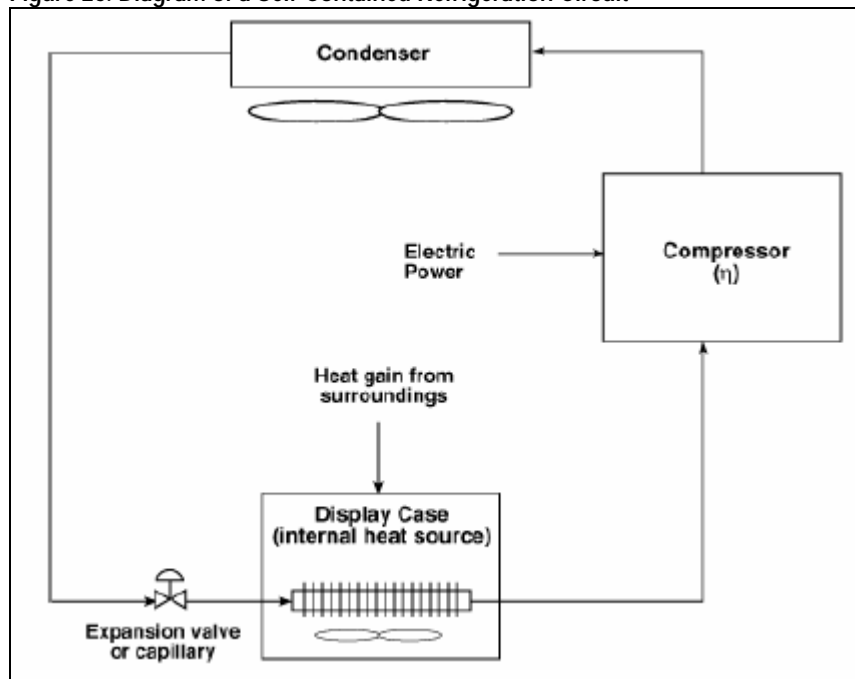 Condenser
Electric
Power
Compressor
(η)
Heat gain from
surroundings
Display Case
(internal heat source)
Expansion valve
or capillary